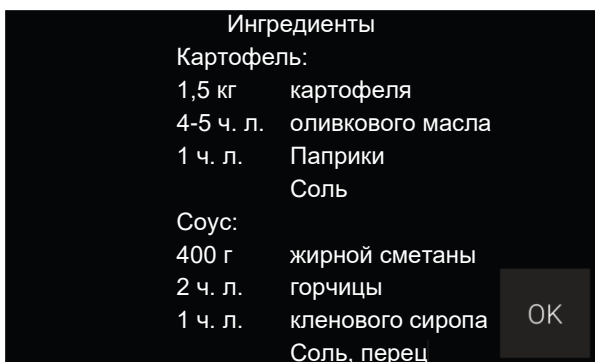 Ингредиенты
Картофель:
1,5 кг картофеля
4-5 ч. л. оливкового масла
1 ч. л. Паприки
Соль
Соус:
400 г жирной сметаны
2 ч. л. горчицы
1 ч. л. кленового сиропа
Соль, перец
OK